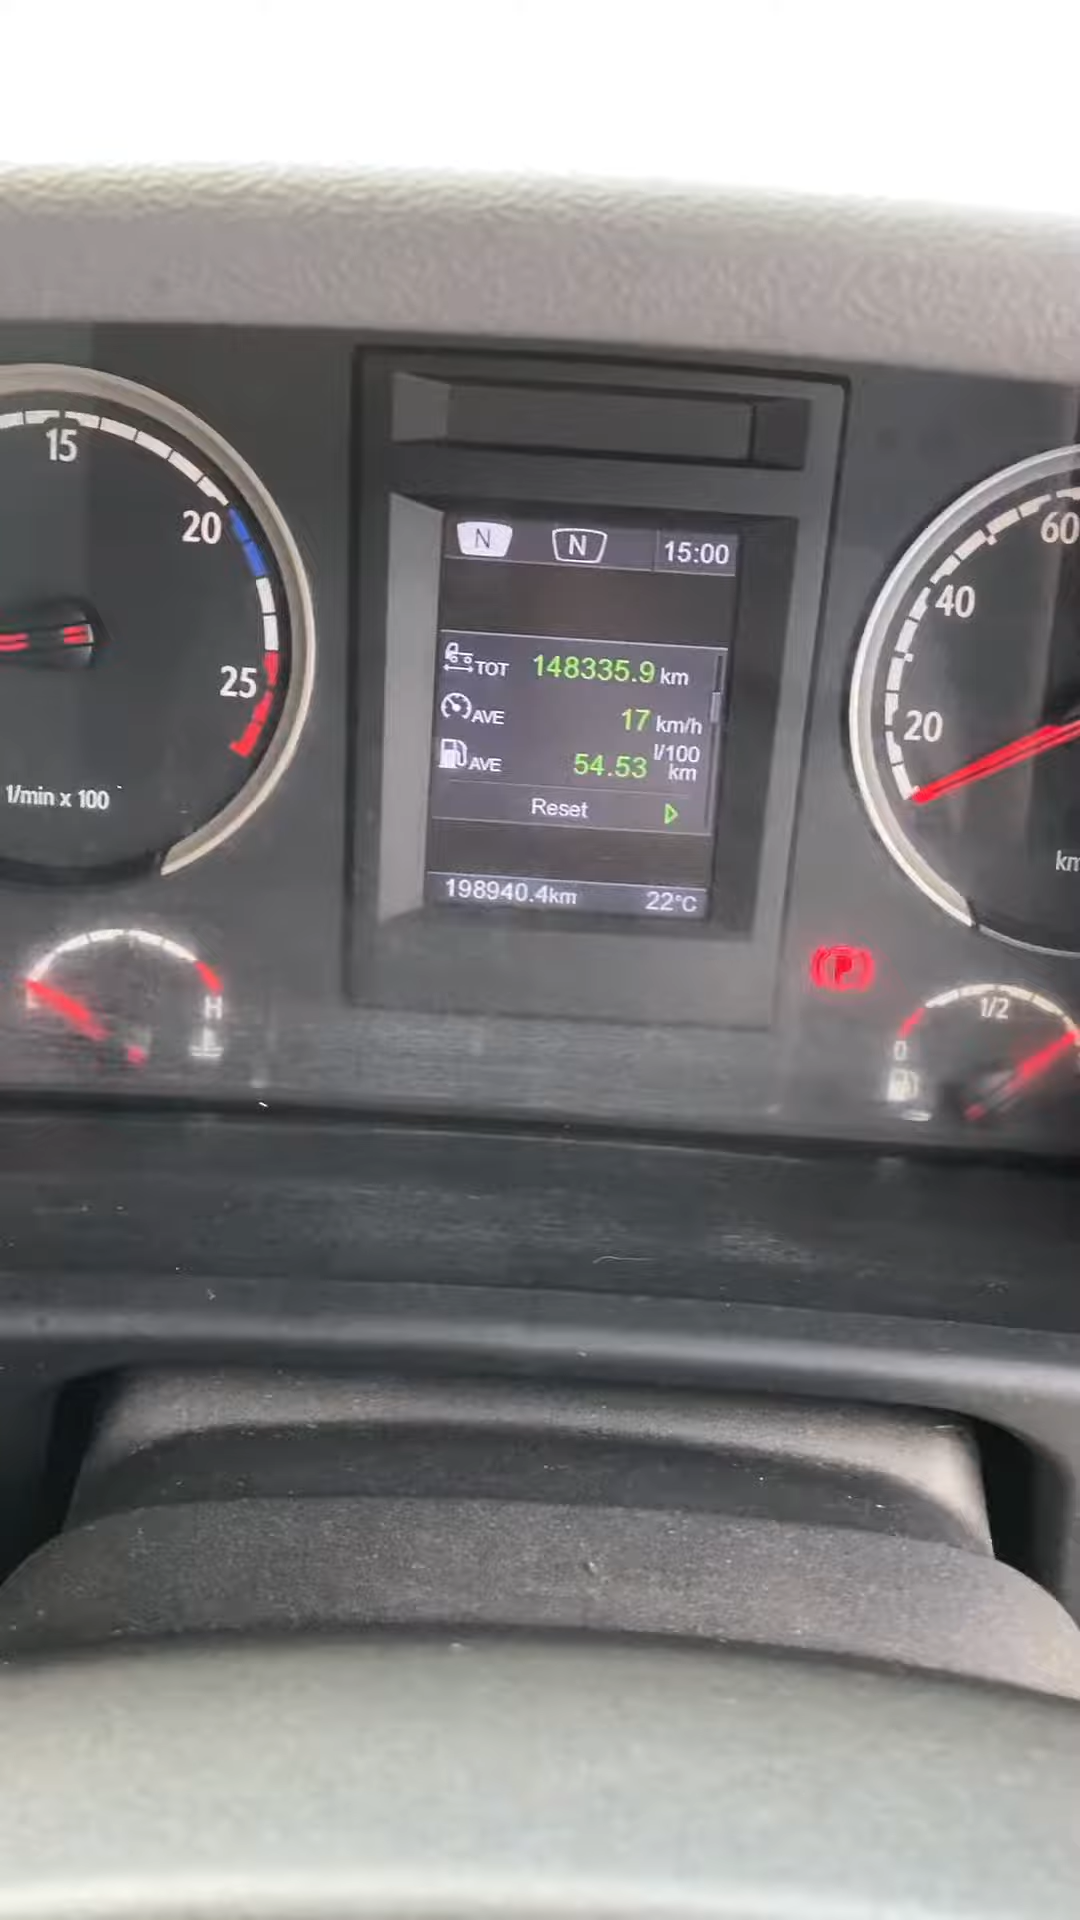 15
20
25
1/min x 100
H
N N 15:00
TOT 148335.9 km
AVE 17 km/h
AVE 54.53 l/100 km
Reset
198940.4km 22°C
60
40
20
km
(P)
1/2
0